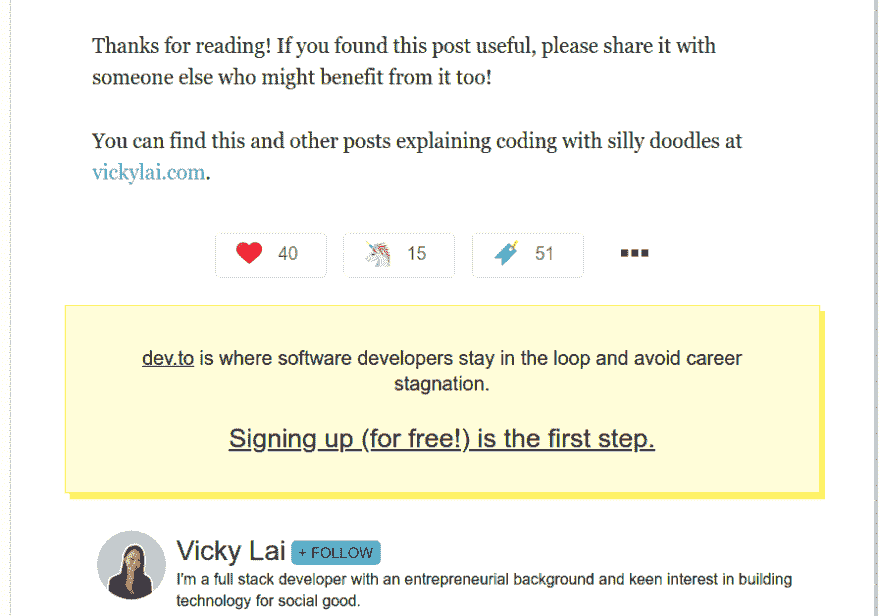 Thanks for reading! If you found this post useful, please share it with
someone else who might benefit from it too!
You can find this and other posts explaining coding with silly doodles at
vickylai.com.
40 15 51
dev.to is where software developers stay in the loop and avoid career
stagnation.
Signing up (for free!) is the first step.
Vicky Lai + FOLLOW
I'm a full stack developer with an entrepreneurial background and keen interest in building
technology for social good.